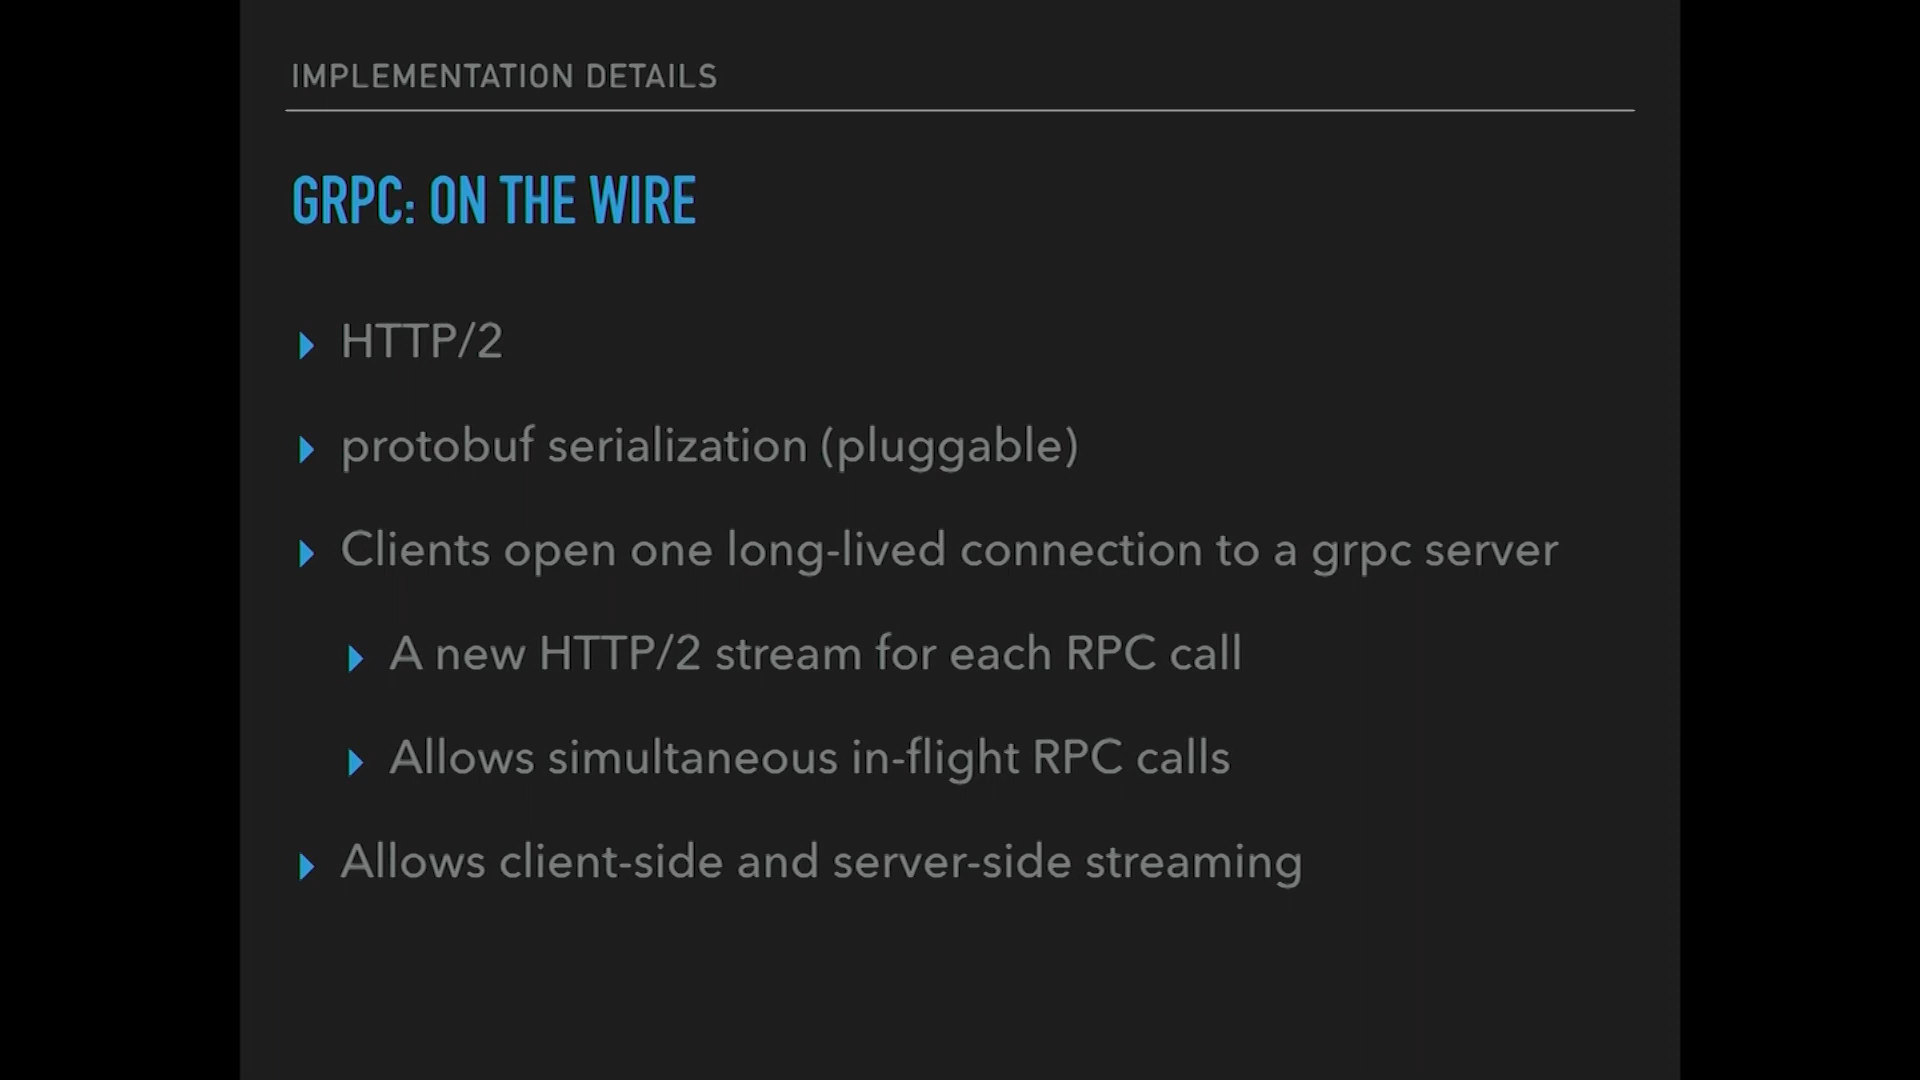 IMPLEMENTATION DETAILS
GRPC: ON THE WIRE
HTTP/2
protobuf serialization (pluggable)
Clients open one long-lived connection to a grpc server
A new HTTP/2 stream for each RPC call
Allows simultaneous in-flight RPC calls
Allows client-side and server-side streaming